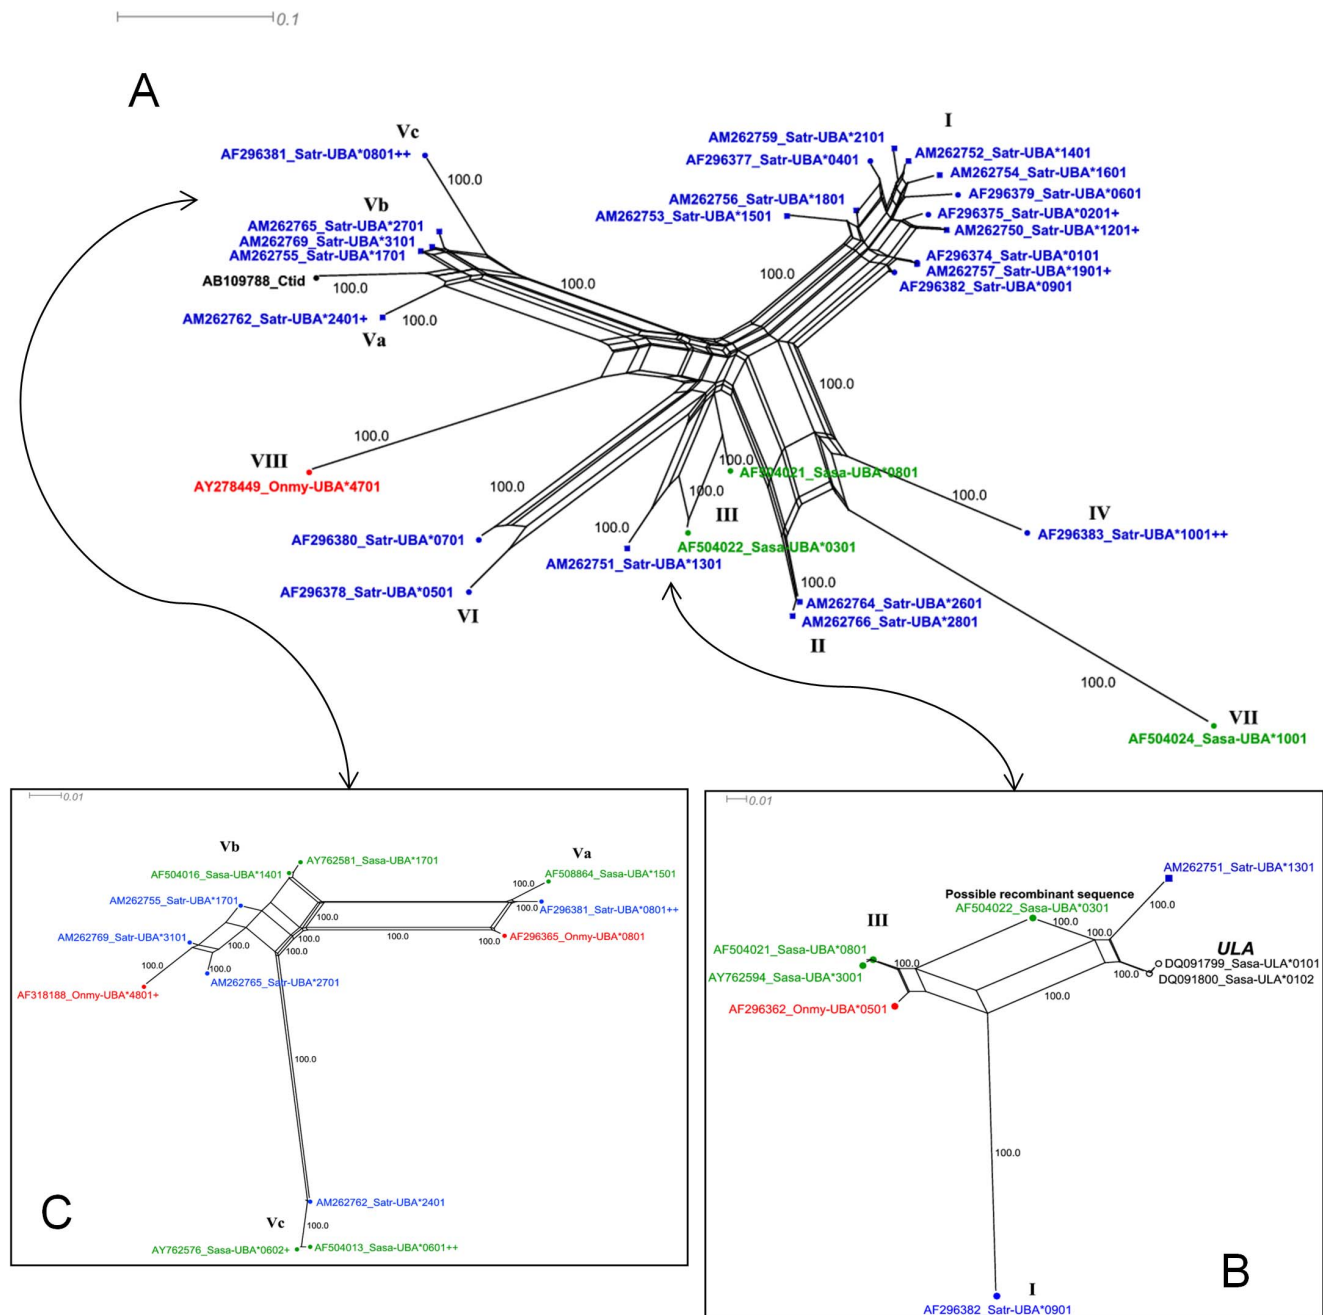 0.1
A
Vc
AF296381_Satr-UBA*0801++
100.0
Vb
AM262765_Satr-UBA*2701
AM262769_Satr-UBA*3101
AM262755_Satr-UBA*1701
AB109788_Ctid
100.0
100.0
AM262762_Satr-UBA*2401+
100.0
Va
I
AM262759_Satr-UBA*2101
AM262752_Satr-UBA*1401
AF296377_Satr-UBA*0401
AM262754_Satr-UBA*1601
AF296379_Satr-UBA*0601
AM262756_Satr-UBA*1801
AM262753_Satr-UBA*1501
AF296375_Satr-UBA*0201+
AM262750_Satr-UBA*1201+
AF296374_Satr-UBA*0101
AM262757_Satr-UBA*1901+
AF296382_Satr-UBA*0901
100.0
100.0
100.0
VIII
AY278449_Onmy-UBA*4701
100.0
AF296380_Satr-UBA*0701
AF296378_Satr-UBA*0501
VI
100.0
AF504021_Sasa-UBA*0801
100.0
III
100.0
AF504022_Sasa-UBA*0301
AM262751_Satr-UBA*1301
100.0
IV
AF296383_Satr-UBA*1001++
100.0
AM262764_Satr-UBA*2601
AM262766_Satr-UBA*2801
II
100.0
VII
AF504024_Sasa-UBA*1001
0.01
Vb
AY762581_Sasa-UBA*1701
AF504016_Sasa-UBA*1401
AM262755_Satr-UBA*1701
AM262769_Satr-UBA*3101
100.0
100.0
100.0
AM262765_Satr-UBA*2701
AF318188_Onmy-UBA*4801+
100.0
100.0
100.0
100.0
Va
AF508864_Sasa-UBA*1501
100.0
100.0
AF296381_Satr-UBA*0801++
100.0
AF296365_Onmy-UBA*0801
100.0
AM262762_Satr-UBA*2401
Vc
100.0
AY762576_Sasa-UBA*0602+
AF504013_Sasa-UBA*0601++
C
0.01
AM262751_Satr-UBA*1301
Possible recombinant sequence
AF504022_Sasa-UBA*0301
100.0
III
100.0
100.0
AF504021_Sasa-UBA*0801
100.0
ULA
DQ091799_Sasa-ULA*0101
AY762594_Sasa-UBA*3001
100.0
DQ091800_Sasa-ULA*0102
100.0
AF296362_Onmy-UBA*0501
100.0
I
AF296382_Satr-UBA*0901
B